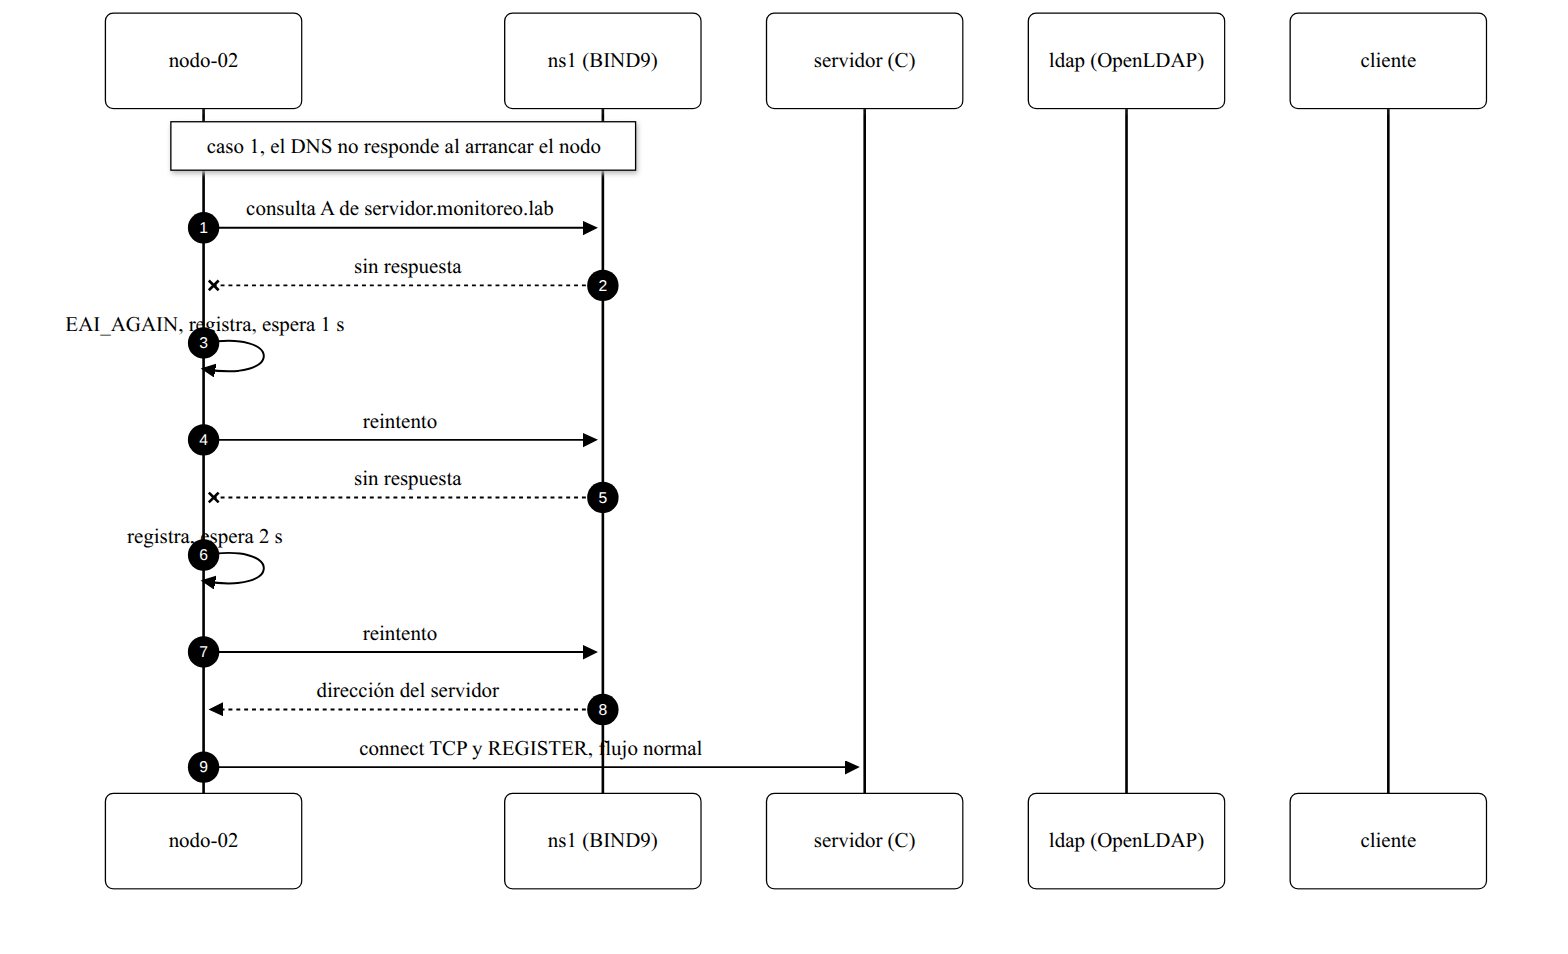 nodo-02
ns1 (BIND9)
servidor (C)
ldap (OpenLDAP)
cliente
caso 1, el DNS no responde al arrancar el nodo
consulta A de servidor.monitoreo.lab
1
sin respuesta
2
EAI_AGAIN, registra, espera 1 s
3
reintento
4
sin respuesta
5
registra, espera 2 s
6
reintento
7
dirección del servidor
8
connect TCP y REGISTER, flujo normal
9
nodo-02
ns1 (BIND9)
servidor (C)
ldap (OpenLDAP)
cliente